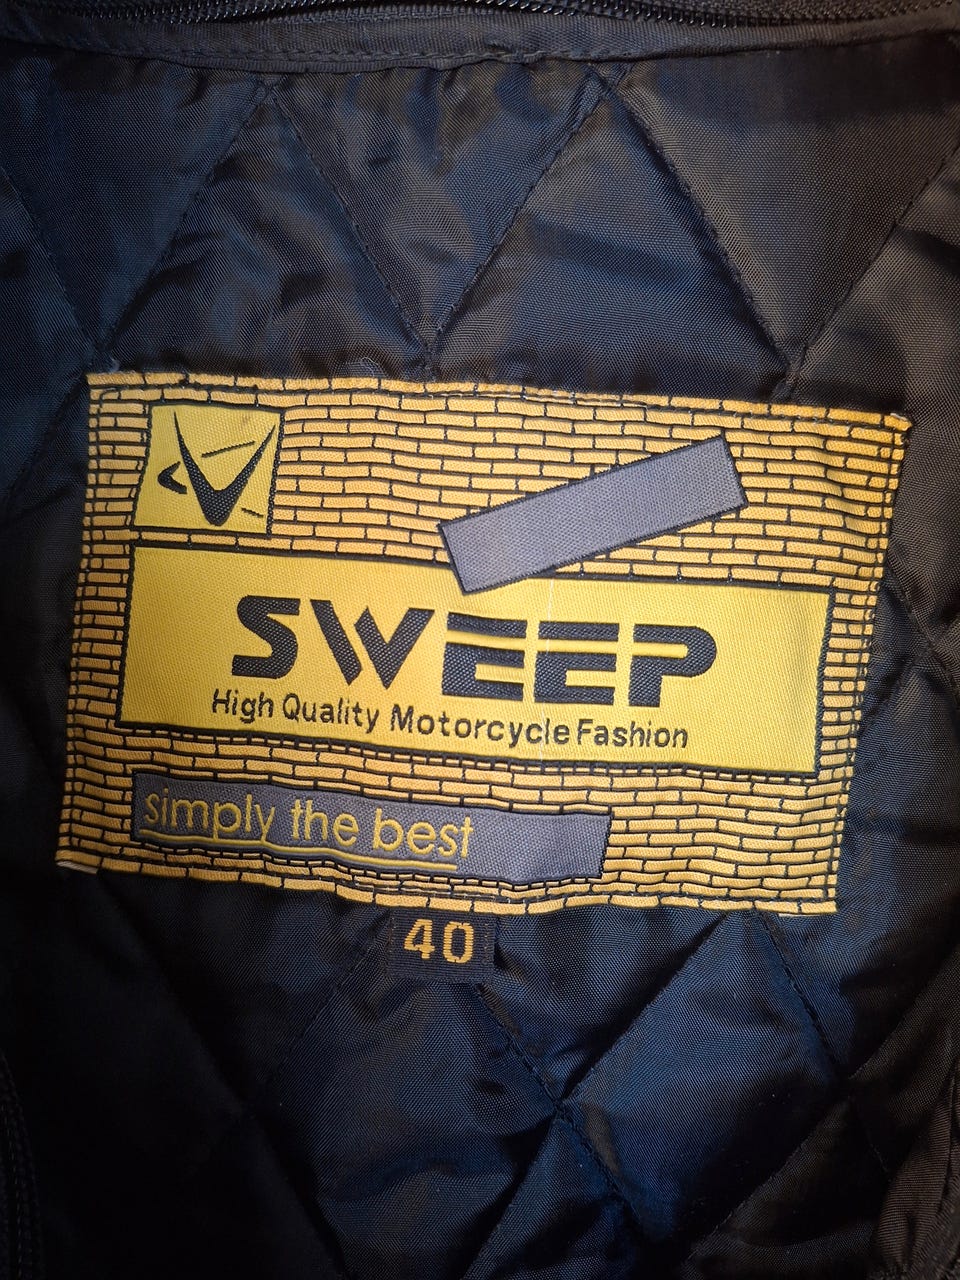 SWEEP
High Quality Motorcycle Fashion
simply the best
40